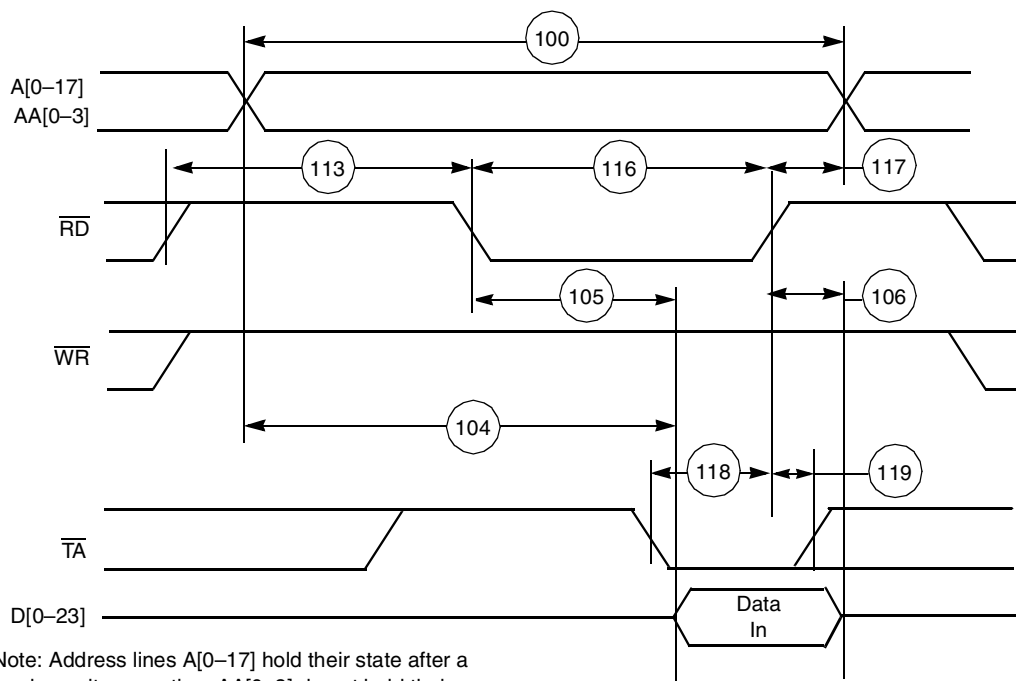 100
A[0–17]
AA[0–3]
113
116
117
RD
105
106
WR
104
118
119
TA
D[0–23]
Data
In
Note: Address lines A[0–17] hold their state after a